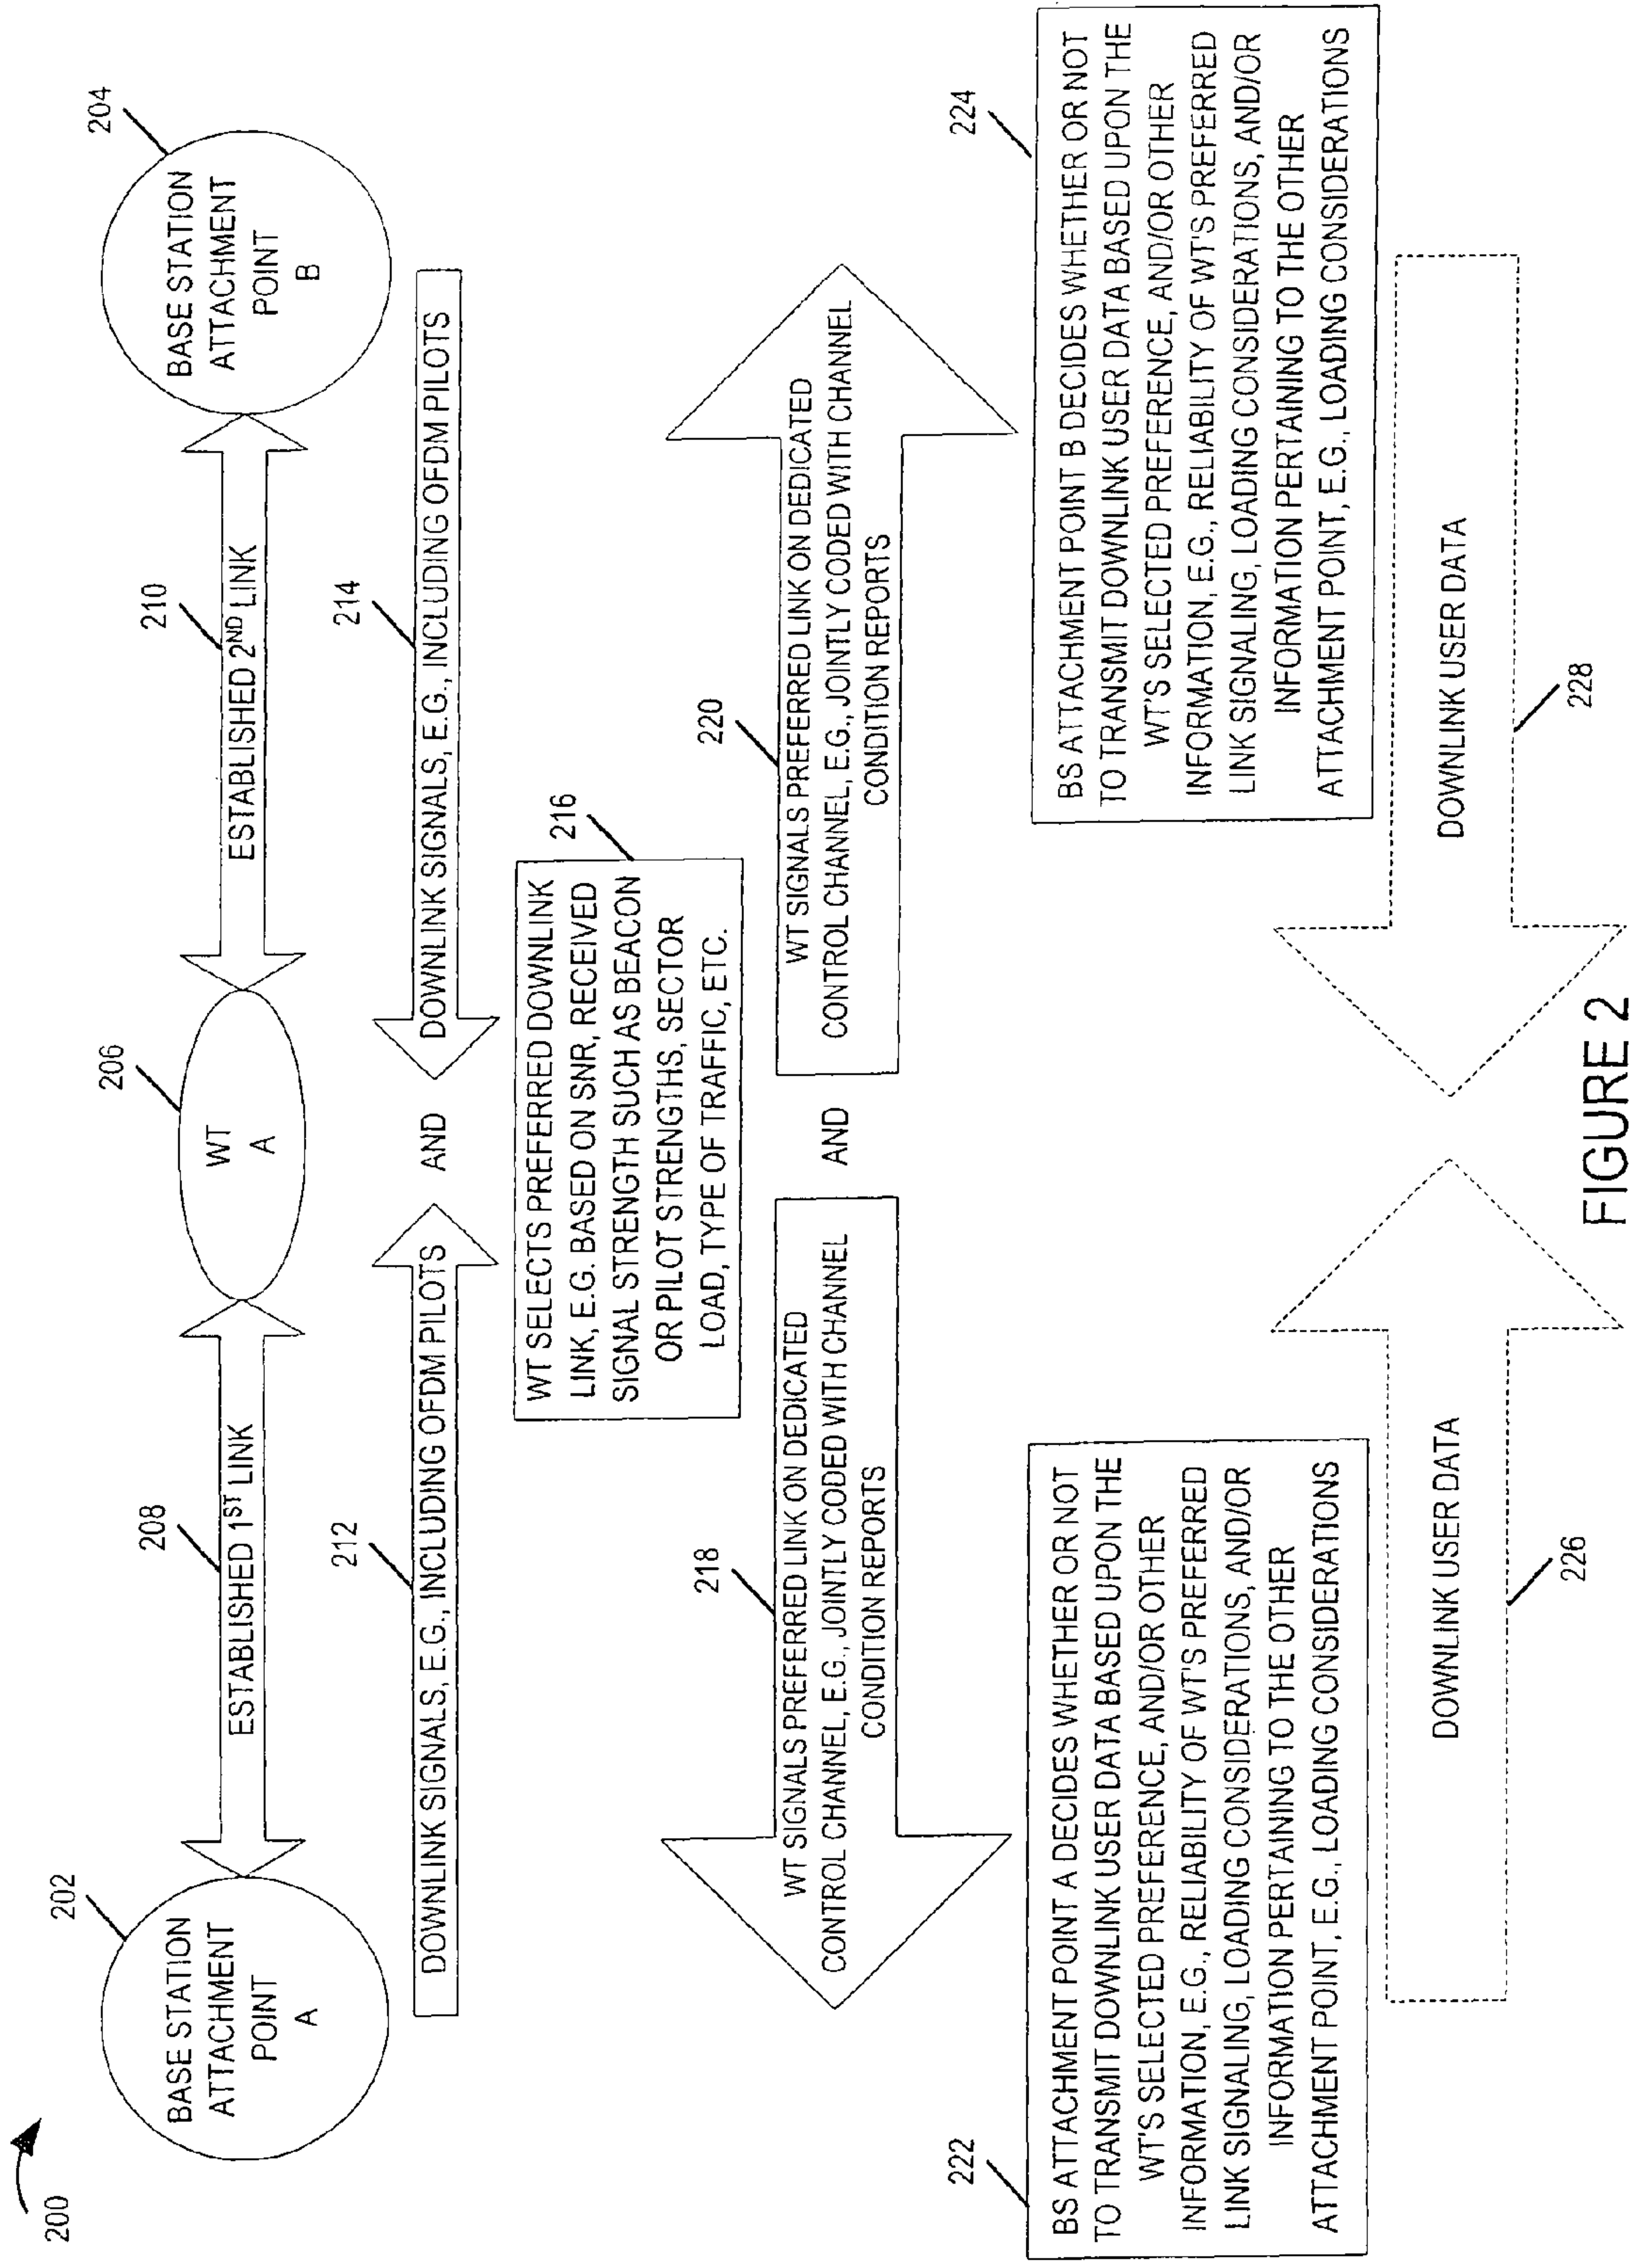 200
202
BASE STATION
ATTACHMENT
POINT
A
208
ESTABLISHED 1ST LINK
206
WT
A
210
ESTABLISHED 2ND LINK
204
BASE STATION
ATTACHMENT
POINT
B
212
DOWNLINK SIGNALS, E.G., INCLUDING OFDM PILOTS
AND
214
DOWNLINK SIGNALS, E.G., INCLUDING OFDM PILOTS
216
WT SELECTS PREFERRED DOWNLINK
LINK, E.G. BASED ON SNR, RECEIVED
SIGNAL STRENGTH SUCH AS BEACON
OR PILOT STRENGTHS, SECTOR
LOAD, TYPE OF TRAFFIC, ETC.
218
WT SIGNALS PREFERRED LINK ON DEDICATED
CONTROL CHANNEL, E.G., JOINTLY CODED WITH CHANNEL
CONDITION REPORTS
AND
220
WT SIGNALS PREFERRED LINK ON DEDICATED
CONTROL CHANNEL, E.G., JOINTLY CODED WITH CHANNEL
CONDITION REPORTS
222
BS ATTACHMENT POINT A DECIDES WHETHER OR NOT
TO TRANSMIT DOWNLINK USER DATA BASED UPON THE
WT'S SELECTED PREFERENCE, AND/OR OTHER
INFORMATION, E.G., RELIABILITY OF WT'S PREFERRED
LINK SIGNALING, LOADING CONSIDERATIONS, AND/OR
INFORMATION PERTAINING TO THE OTHER
ATTACHMENT POINT, E.G., LOADING CONSIDERATIONS
224
BS ATTACHMENT POINT B DECIDES WHETHER OR NOT
TO TRANSMIT DOWNLINK USER DATA BASED UPON THE
WT'S SELECTED PREFERENCE, AND/OR OTHER
INFORMATION, E.G., RELIABILITY OF WT'S PREFERRED
LINK SIGNALING, LOADING CONSIDERATIONS, AND/OR
INFORMATION PERTAINING TO THE OTHER
ATTACHMENT POINT, E.G., LOADING CONSIDERATIONS
DOWNLINK USER DATA
226
DOWNLINK USER DATA
228
FIGURE 2